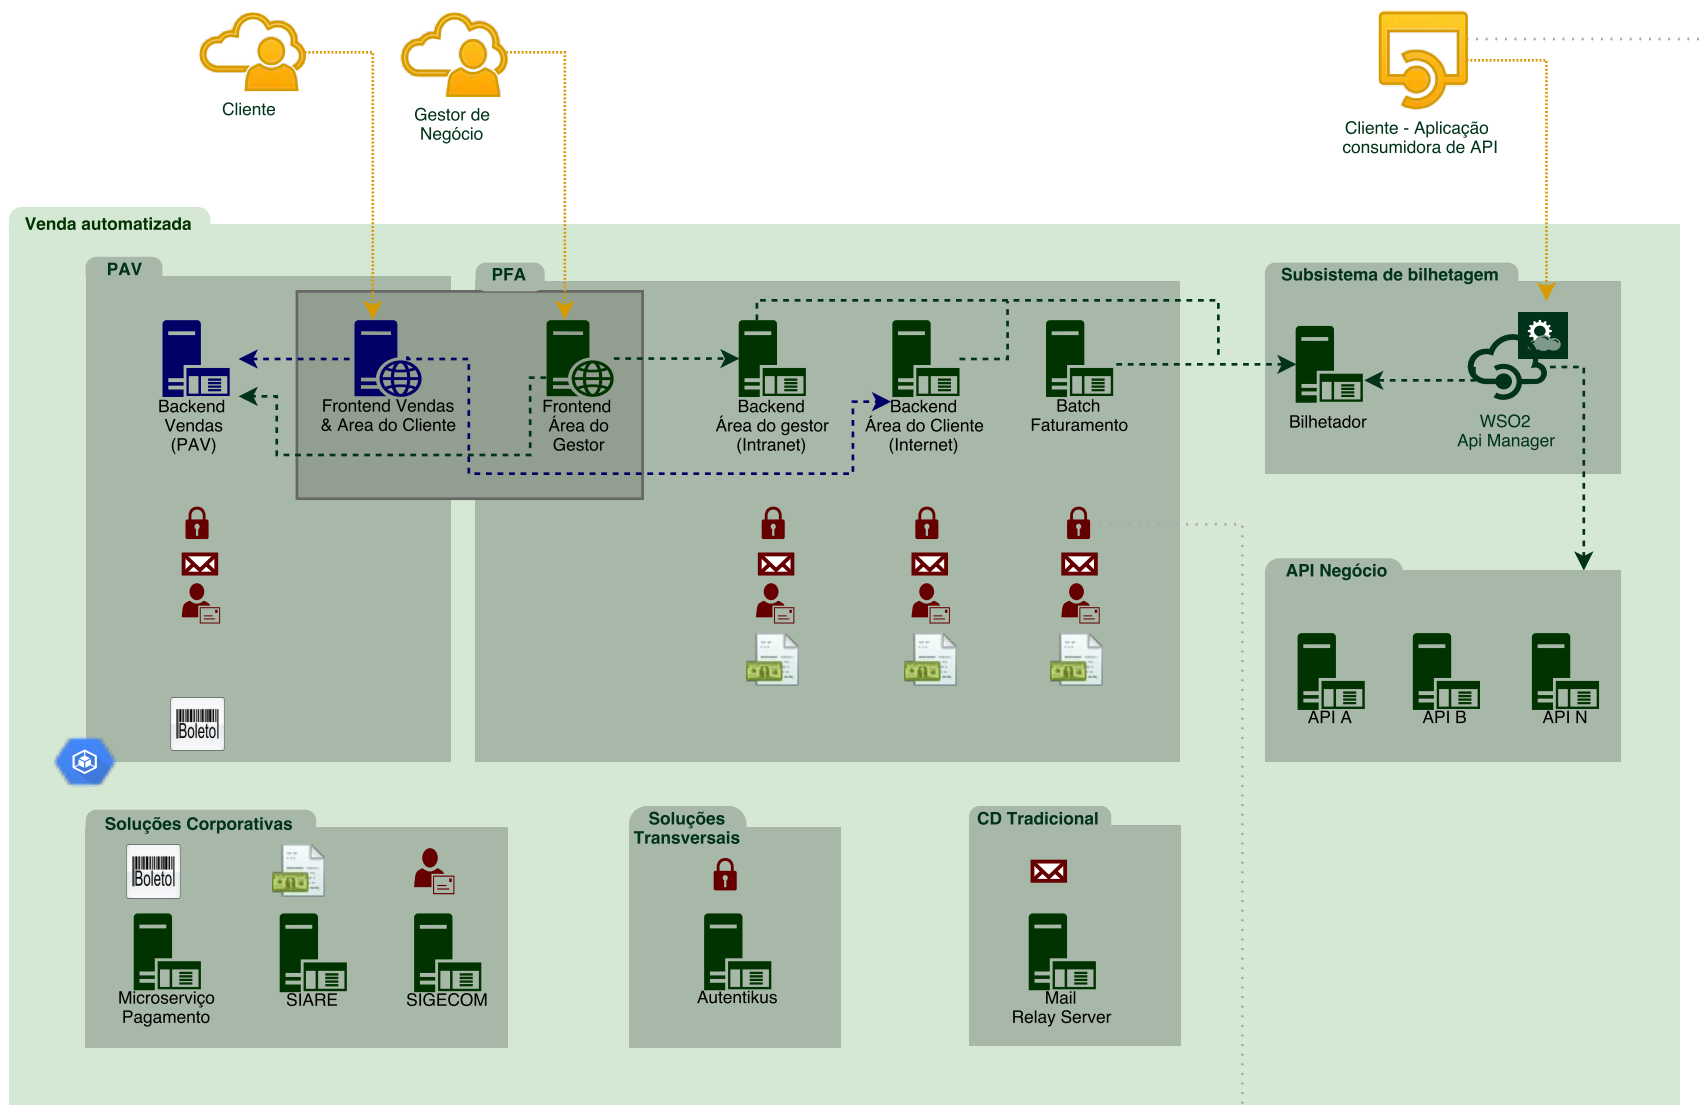 Cliente
Gestor de
Negócio
Cliente - Aplicação
consumidora de API
Venda automatizada
PAV
PFA
Subsistema de bilhetagem
Backend
Vendas
(PAV)
Frontend Vendas
& Area do Cliente
Frontend
Área do
Gestor
Backend
Área do gestor
(Intranet)
Backend
Área do Cliente
(Internet)
Batch
Faturamento
Bilhetador
WSO2
Api Manager
API Negócio
API A
API B
API N
Boleto
Soluções Corporativas
Boleto
Microserviço
Pagamento
SIARE
SIGECOM
Soluções
Transversais
Autentikus
CD Tradicional
Mail
Relay Server